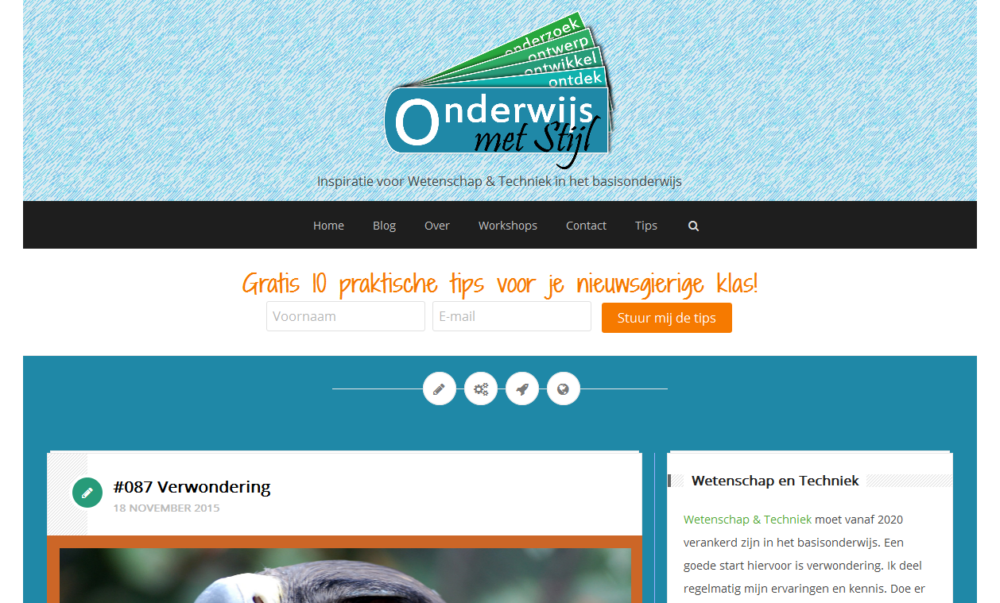 onderzoek
ontwerp
ontwikkel
ontdek
Onderwijs
met Stijl
Inspiratie voor Wetenschap & Techniek in het basisonderwijs
Home Blog Over Workshops Contact Tips
Gratis 10 praktische tips voor je nieuwsgierige klas!
Voornaam E-mail Stuur mij de tips
#087 Verwondering
18 NOVEMBER 2015
Wetenschap en Techniek
Wetenschap & Techniek moet vanaf 2020
verankerd zijn in het basisonderwijs. Een
goede start hiervoor is verwondering. Ik deel
regelmatig mijn ervaringen en kennis. Doe er